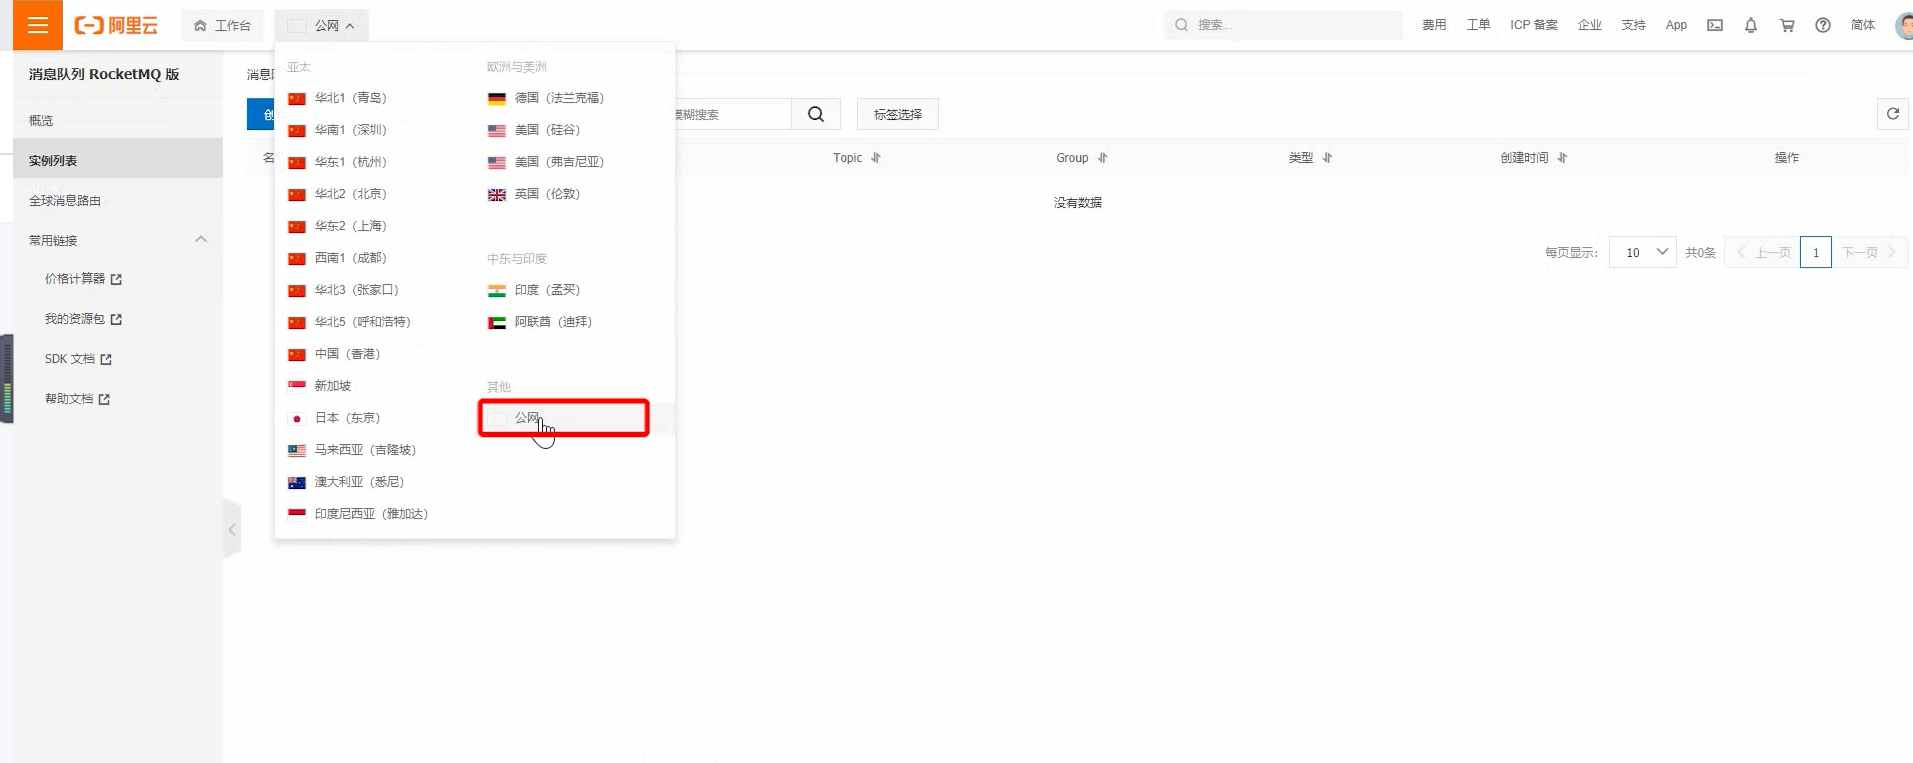 阿里云 工作台 公网 搜索... 费用 工单 ICP 备案 企业 支持 App 简体
消息队列 RocketMQ 版
概览
实例列表
全球消息路由
常用链接
价格计算器
我的资源包
SDK 文档
帮助文档
消息队
创
模糊搜索
标签选择
名
Topic Group 类型 创建时间 操作
没有数据
每页显示: 10 共0条 上一页 1 下一页
亚太
华北1（青岛）
华南1（深圳）
华东1（杭州）
华北2（北京）
华东2（上海）
西南1（成都）
华北3（张家口）
华北5（呼和浩特）
中国（香港）
新加坡
日本（东京）
马来西亚（吉隆坡）
澳大利亚（悉尼）
印度尼西亚（雅加达）
欧洲与美洲
德国（法兰克福）
美国（硅谷）
美国（弗吉尼亚）
英国（伦敦）
中东与印度
印度（孟买）
阿联酋（迪拜）
其他
公网